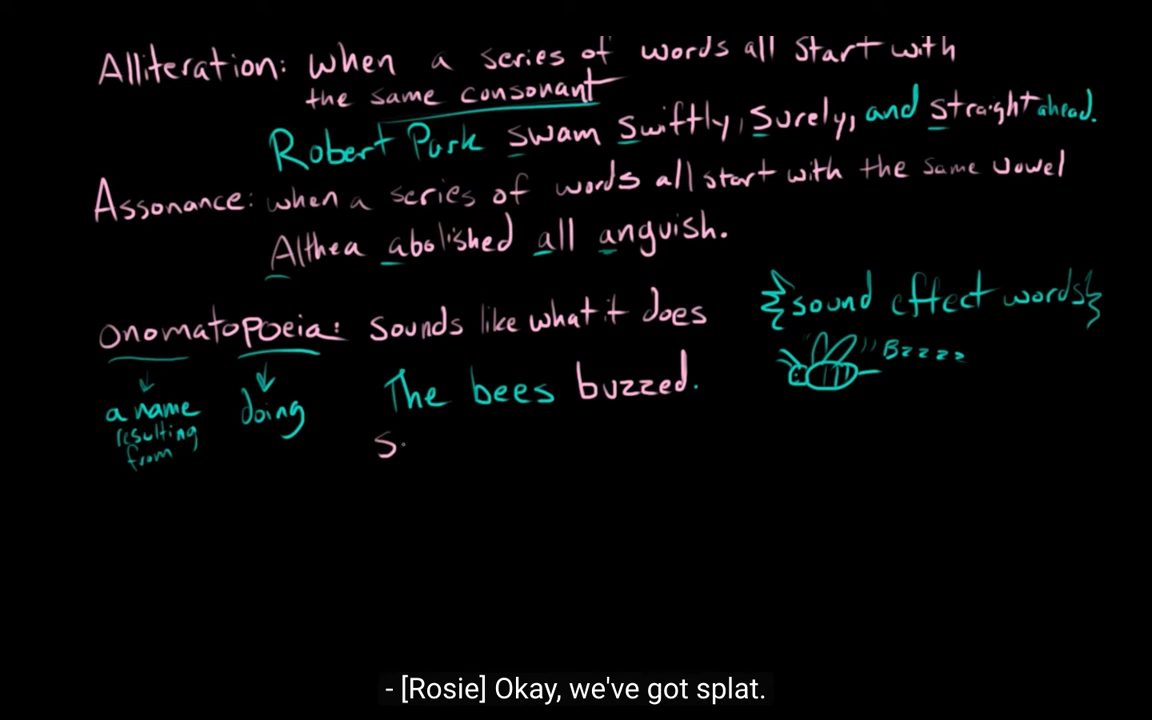 Alliteration: when a series of words all start with
the same consonant
Robert Park swam swiftly, surely, and straight ahead.
Assonance: when a series of words all start with the same vowel
Althea abolished all anguish.
onomatopoeia: sounds like what it does
sound effect words
Bzzzz
The bees buzzed.
a name
resulting
from
doing
S
- [Rosie] Okay, we've got splat.